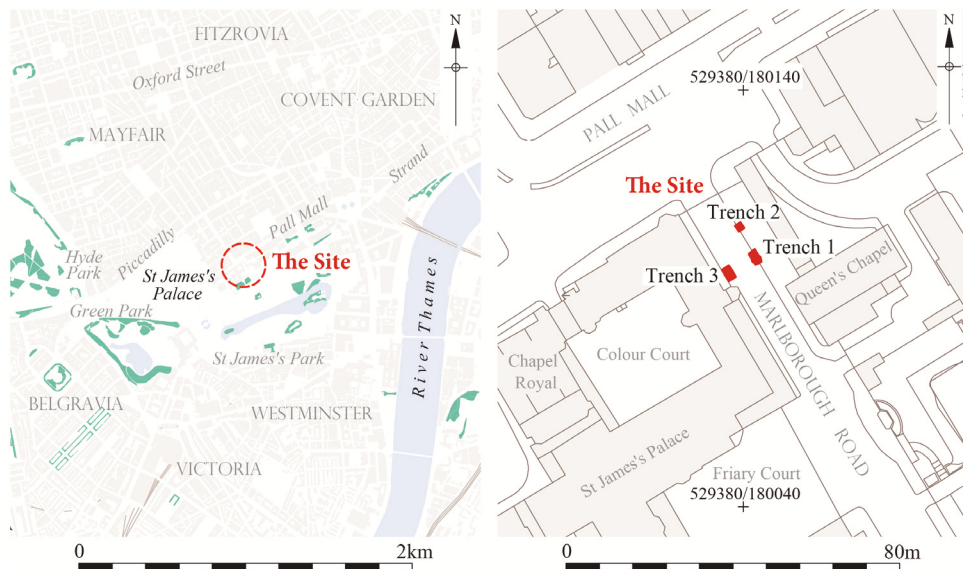 N
FITZROVIA
Oxford Street
COVENT GARDEN
MAYFAIR
Strand
Pall Mall
Piccadilly
Hyde
Park
The Site
St James's
Palace
Green Park
River Thames
St James's Park
BELGRAVIA
WESTMINSTER
VICTORIA
0
2km
N
529380/180140
PALL MALL
The Site
Trench 2
Trench 1
Trench 3
Queen's Chapel
MARLBOROUGH ROAD
Colour Court
Chapel
Royal
St James's Palace
Friary Court
529380/180040
0
80m